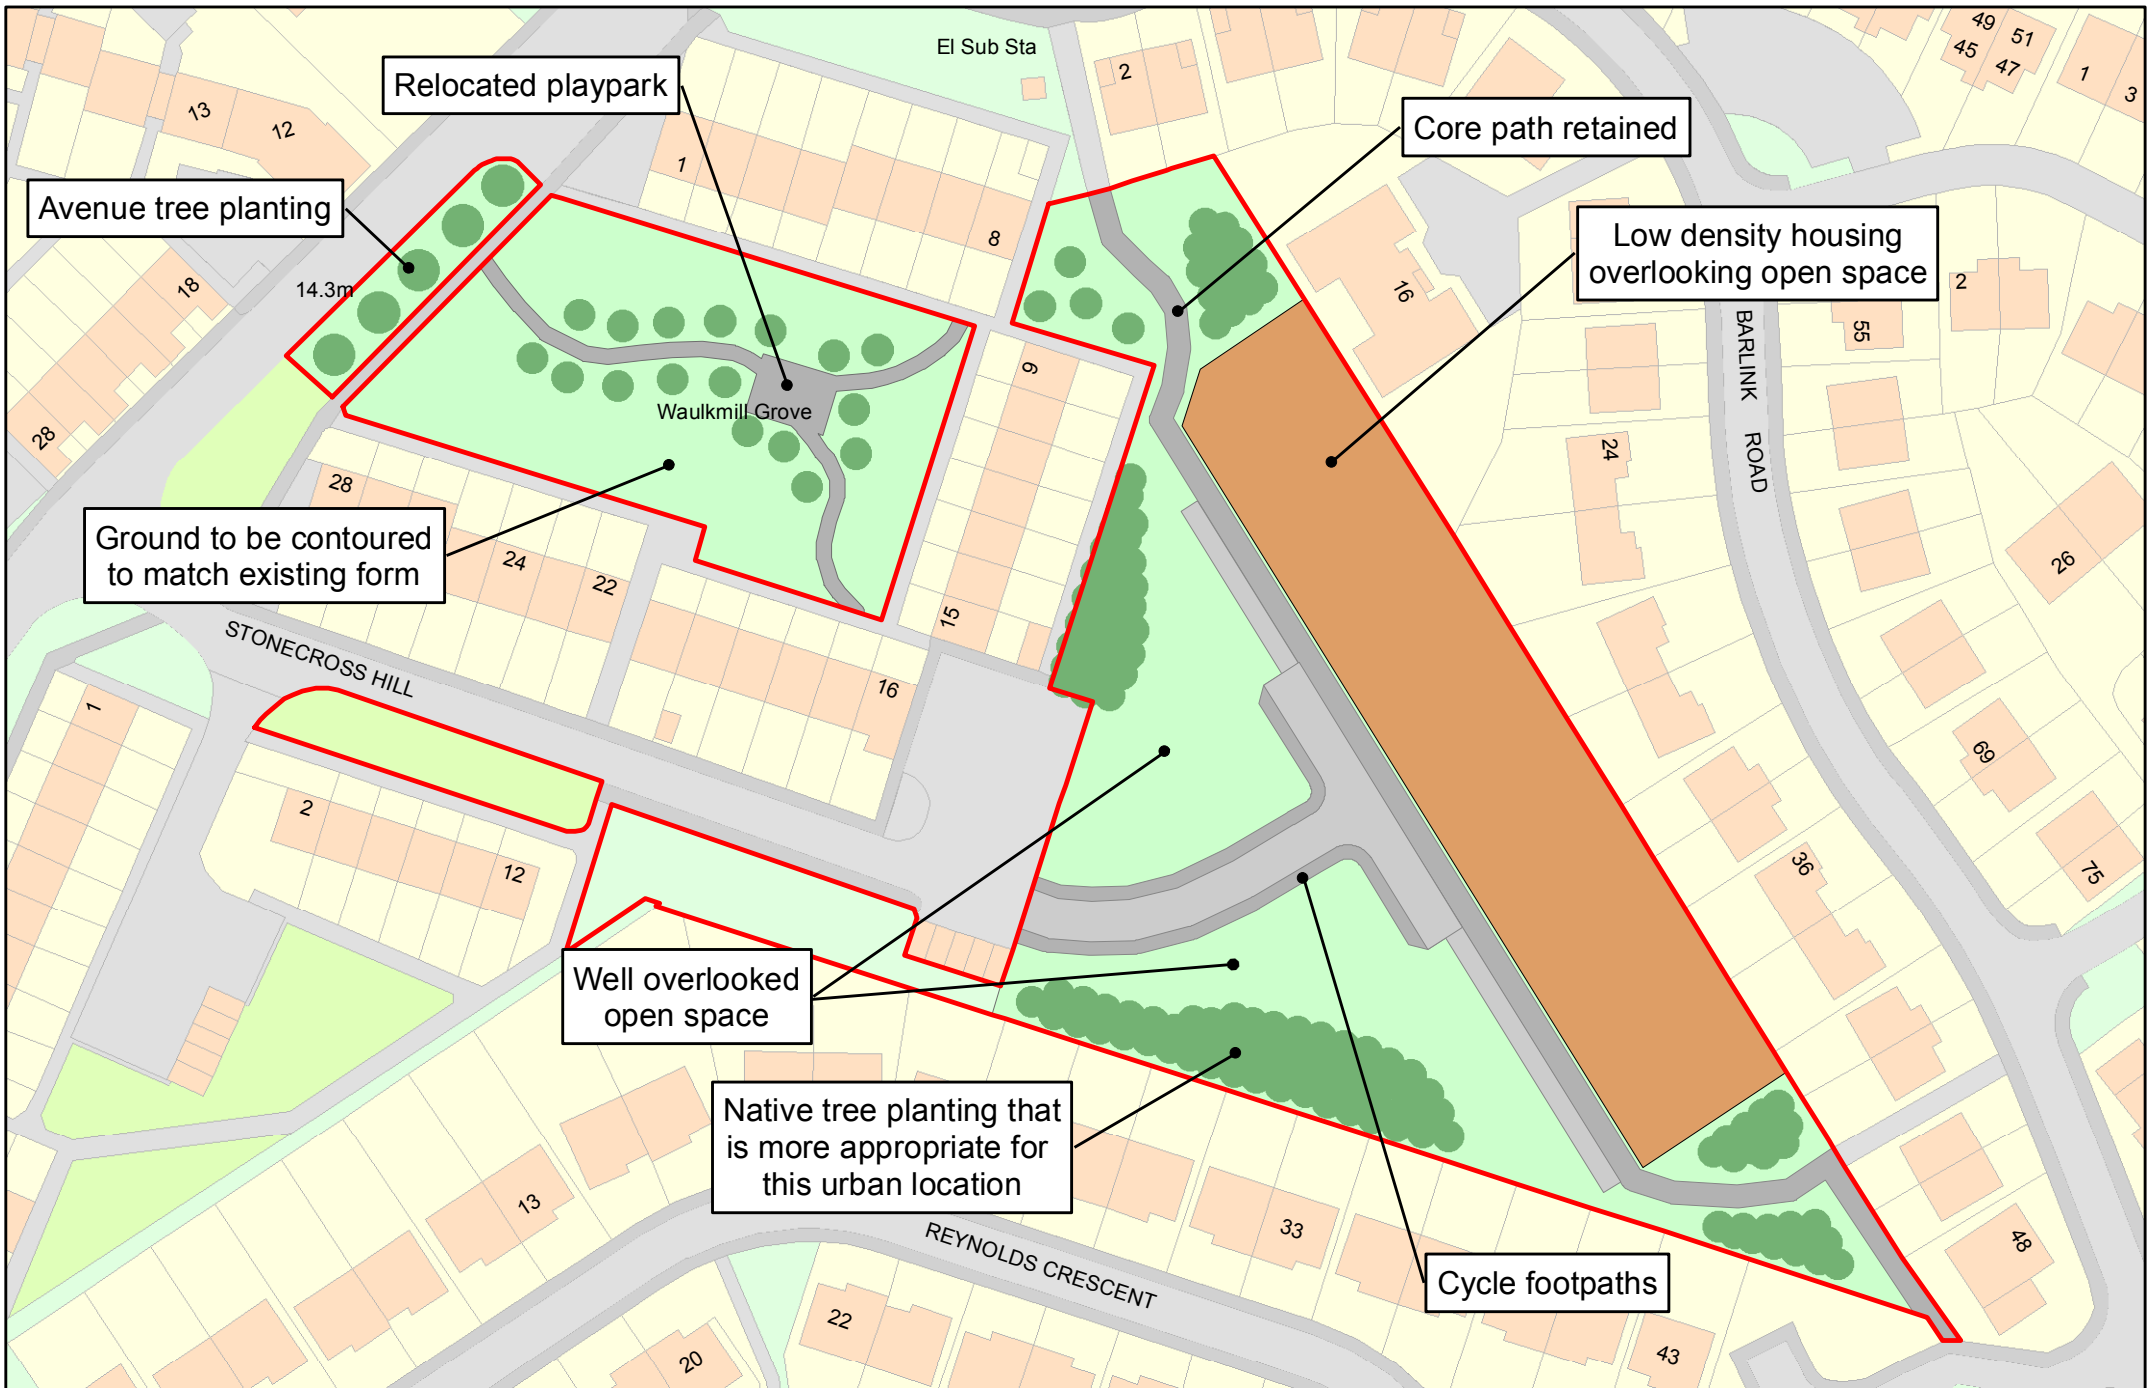 El Sub Sta
49
51
45
47
1
3
2
Relocated playpark
Core path retained
13
12
1
Avenue tree planting
Low density housing
overlooking open space
8
18
14.3m
16
2
55
BARLINK ROAD
9
Waulkmill Grove
28
28
24
24
22
Ground to be contoured
to match existing form
26
15
STONECROSS HILL
16
1
69
2
12
36
75
Well overlooked
open space
Native tree planting that
is more appropriate for
this urban location
13
33
REYNOLDS CRESCENT
48
Cycle footpaths
22
20
43